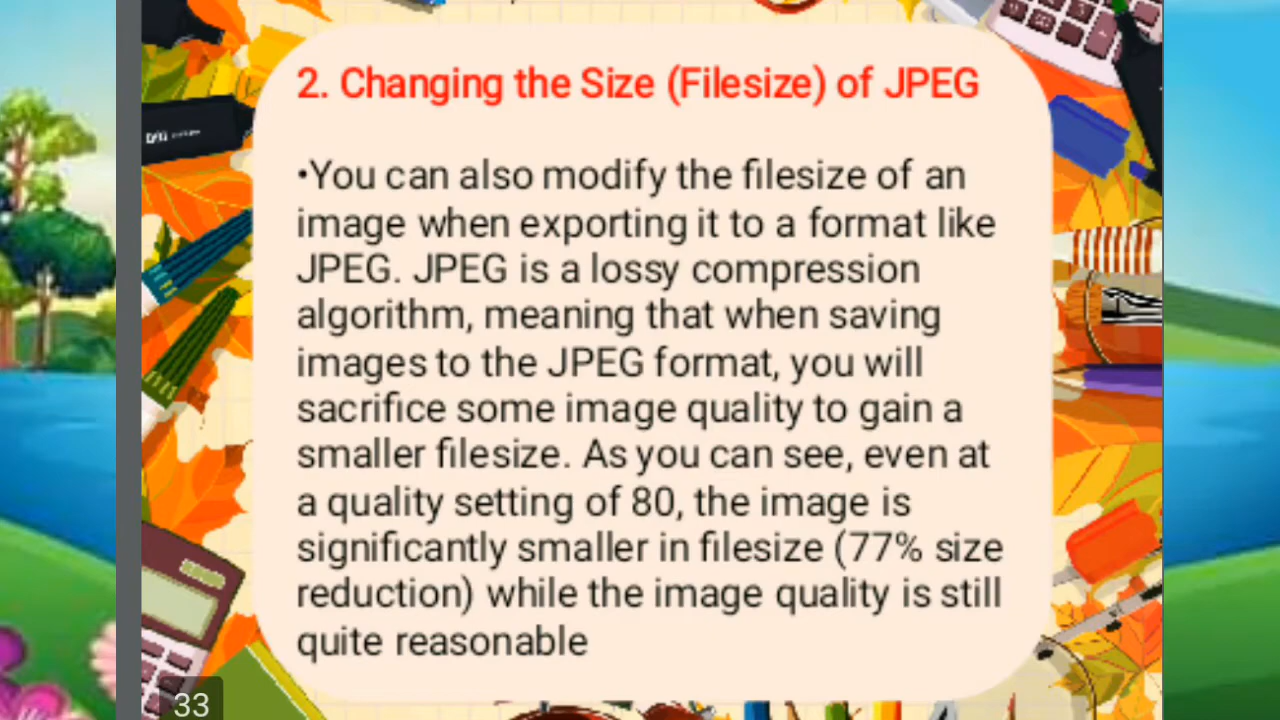 2. Changing the Size (Filesize) of JPEG
•You can also modify the filesize of an
image when exporting it to a format like
JPEG. JPEG is a lossy compression
algorithm, meaning that when saving
images to the JPEG format, you will
sacrifice some image quality to gain a
smaller filesize. As you can see, even at
a quality setting of 80, the image is
significantly smaller in filesize (77% size
reduction) while the image quality is still
quite reasonable
33